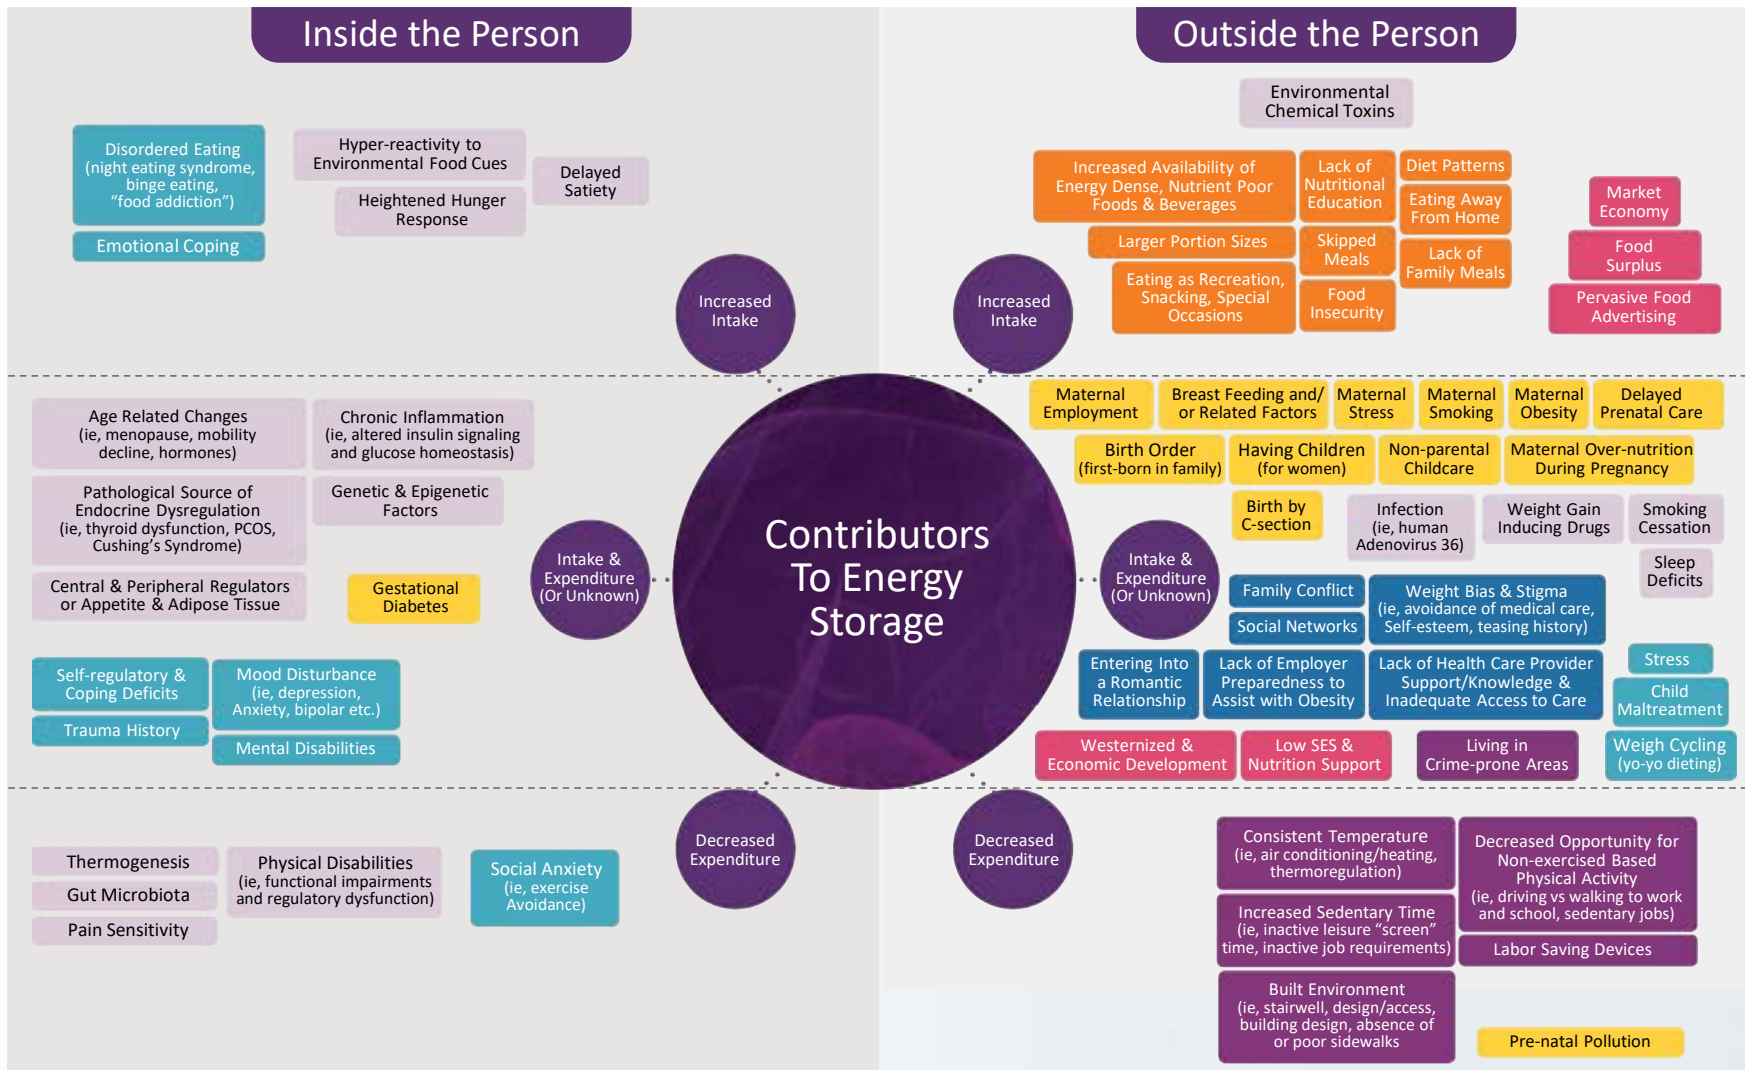 Inside the Person
Outside the Person
Disordered Eating
(night eating syndrome,
binge eating,
“food addiction”)
Emotional Coping
Hyper-reactivity to
Environmental Food Cues
Heightened Hunger
Response
Delayed
Satiety
Increased
Intake
Environmental
Chemical Toxins
Increased Availability of
Energy Dense, Nutrient Poor
Foods & Beverages
Larger Portion Sizes
Eating as Recreation,
Snacking, Special
Occasions
Lack of
Nutritional
Education
Skipped
Meals
Food
Insecurity
Diet Patterns
Eating Away
From Home
Lack of
Family Meals
Market
Economy
Food
Surplus
Pervasive Food
Advertising
Increased
Intake
Age Related Changes
(ie, menopause, mobility
decline, hormones)
Chronic Inflammation
(ie, altered insulin signaling
and glucose homeostasis)
Pathological Source of
Endocrine Dysregulation
(ie, thyroid dysfunction, PCOS,
Cushing’s Syndrome)
Genetic & Epigenetic
Factors
Central & Peripheral Regulators
or Appetite & Adipose Tissue
Gestational
Diabetes
Self-regulatory &
Coping Deficits
Trauma History
Mood Disturbance
(ie, depression,
Anxiety, bipolar etc.)
Mental Disabilities
Intake &
Expenditure
(Or Unknown)
Contributors
To Energy
Storage
Intake &
Expenditure
(Or Unknown)
Maternal
Employment
Breast Feeding and/
or Related Factors
Maternal
Stress
Maternal
Smoking
Maternal
Obesity
Delayed
Prenatal Care
Birth Order
(first-born in family)
Having Children
(for women)
Non-parental
Childcare
Maternal Over-nutrition
During Pregnancy
Birth by
C-section
Infection
(ie, human
Adenovirus 36)
Weight Gain
Inducing Drugs
Smoking
Cessation
Sleep
Deficits
Family Conflict
Social Networks
Weight Bias & Stigma
(ie, avoidance of medical care,
Self-esteem, teasing history)
Entering Into
a Romantic
Relationship
Lack of Employer
Preparedness to
Assist with Obesity
Lack of Health Care Provider
Support/Knowledge &
Inadequate Access to Care
Stress
Child
Maltreatment
Westernized &
Economic Development
Low SES &
Nutrition Support
Living in
Crime-prone Areas
Weigh Cycling
(yo-yo dieting)
Thermogenesis
Gut Microbiota
Pain Sensitivity
Physical Disabilities
(ie, functional impairments
and regulatory dysfunction)
Social Anxiety
(ie, exercise
Avoidance)
Decreased
Expenditure
Decreased
Expenditure
Consistent Temperature
(ie, air conditioning/heating,
thermoregulation)
Increased Sedentary Time
(ie, inactive leisure “screen”
time, inactive job requirements)
Built Environment
(ie, stairwell, design/access,
building design, absence of
or poor sidewalks
Decreased Opportunity for
Non-exercised Based
Physical Activity
(ie, driving vs walking to work
and school, sedentary jobs)
Labor Saving Devices
Pre-natal Pollution